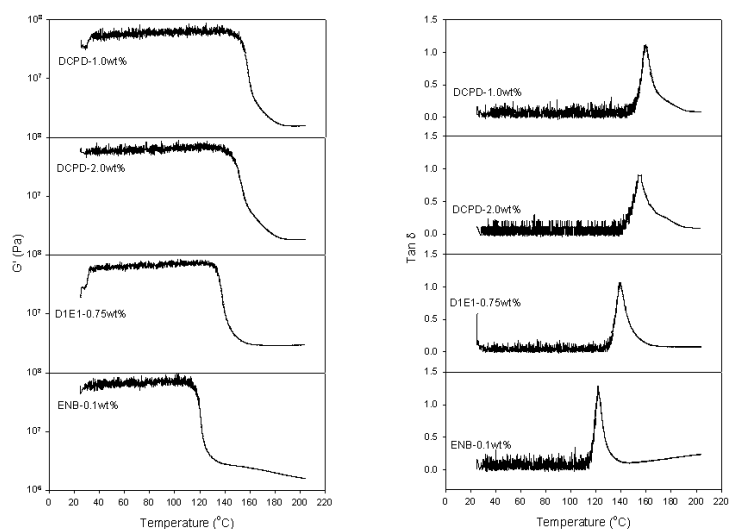 10⁸
DCPD-1.0wt%
10⁷
10⁸
DCPD-2.0wt%
10⁷
10⁸
D1E1-0.75wt%
10⁷
10⁸
ENB-0.1wt%
10⁷
10⁶
G' (Pa)
0 20 40 60 80 100 120 140 160 180 200 220
Temperature (°C)
1.5
1.0
DCPD-1.0wt%
0.5
0.0
1.5
1.0
DCPD-2.0wt%
0.5
0.0
1.5
1.0
D1E1-0.75wt%
0.5
0.0
1.5
1.0
ENB-0.1wt%
0.5
0.0
Tan δ
0 20 40 60 80 100 120 140 160 180 200 220
Temperature (°C)